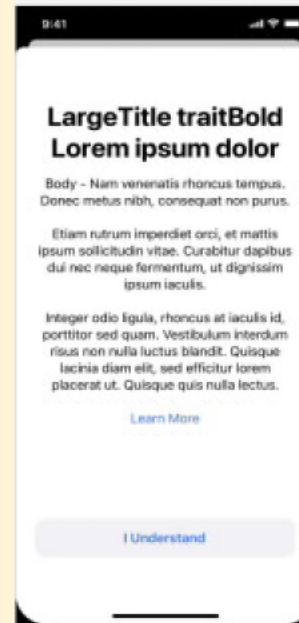 9:41
LargeTitle traitBold
Lorem ipsum dolor
Body – Nam venenatis rhoncus tempus.
Donec metus nibh, consequat non purus.
Etiam rutrum imperdiet orci, et mattis
ipsum sollicitudin vitae. Curabitur dapibus
dui nec neque fermentum, ut dignissim
ipsum iaculis.
Integer odio ligula, rhoncus at iaculis id,
porttitor sed quam. Vestibulum interdum
risus non nulla luctus blandit. Quisque
lacinia diam elit, sed efficitur lorem
placerat ut. Quisque quis nulla lectus.
Learn More
I Understand